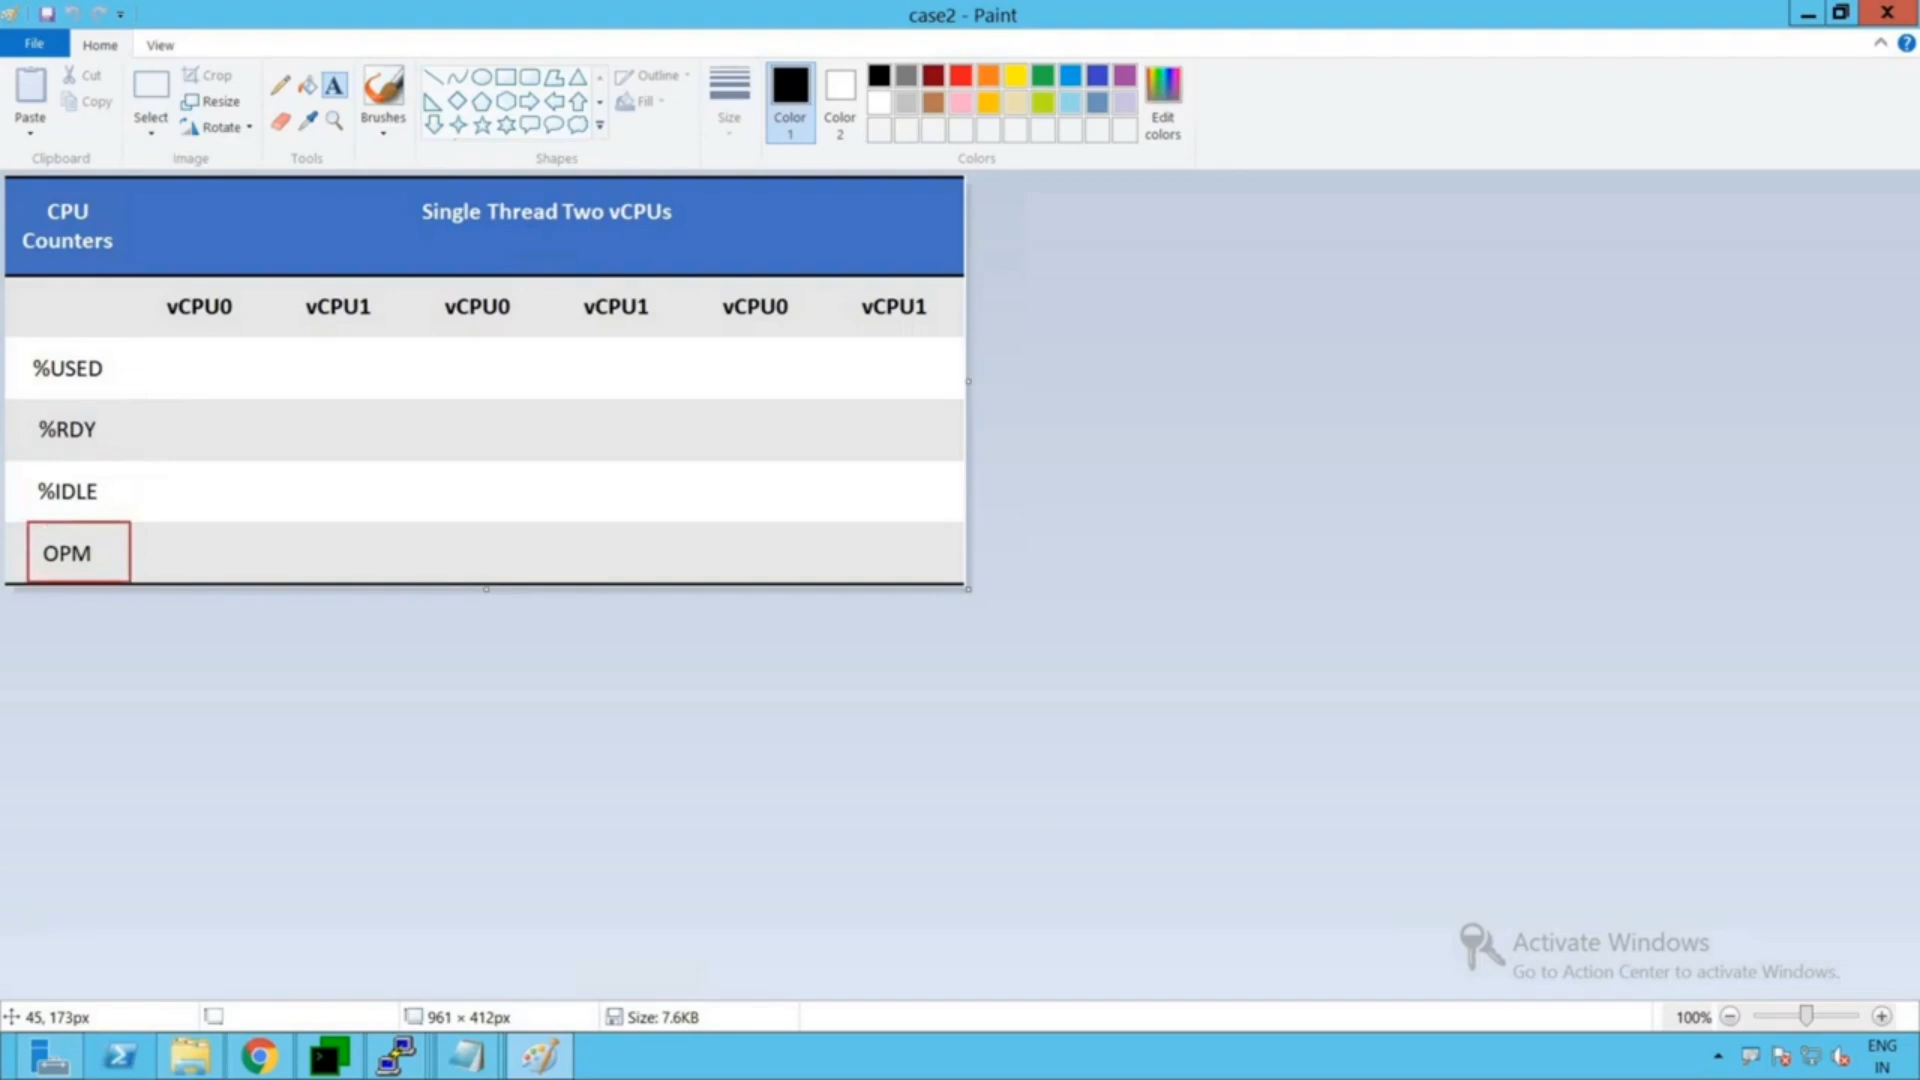 case2 - Paint
File
Home
View
Paste
Cut
Copy
Clipboard
Select
Crop
Resize
Rotate
Image
A
Tools
Brushes
Outline
Fill
Shapes
Size
Color
1
Color
2
Edit
colors
Colors
CPU
Counters
Single Thread Two vCPUs
vCPU0 vCPU1 vCPU0 vCPU1 vCPU0 vCPU1
%USED
%RDY
%IDLE
OPM
Activate Windows
Go to Action Center to activate Windows.
45, 173px
961 × 412px
Size: 7.6KB
100%
ENG
IN